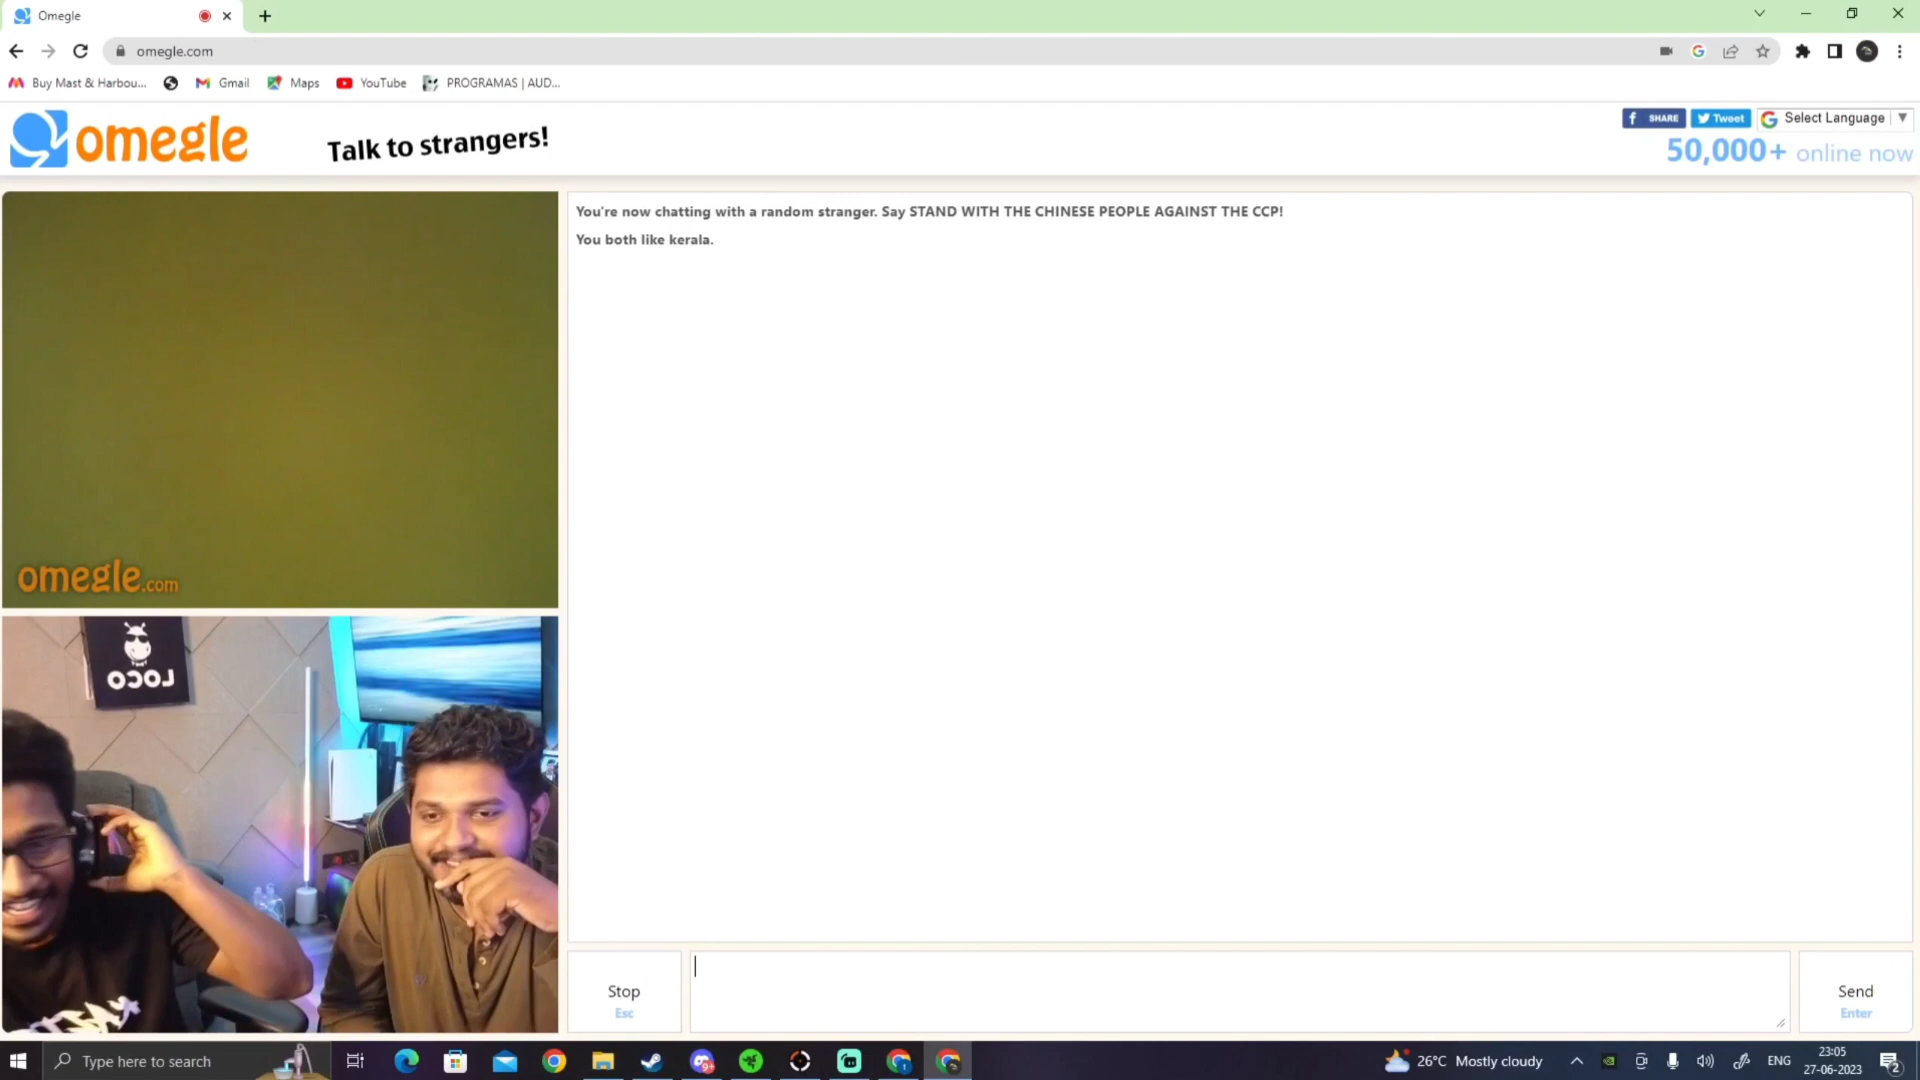 Omegle
omegle.com
Buy Mast & Harbou... Gmail Maps YouTube PROGRAMAS | AUD...
omegle
Talk to strangers!
SHARE Tweet Select Language
50,000+ online now
You're now chatting with a random stranger. Say STAND WITH THE CHINESE PEOPLE AGAINST THE CCP!
You both like kerala.
omegle.com
LOCO
Stop
Esc
Send
Enter
Type here to search
26°C Mostly cloudy
ENG
23:05
27-06-2023
2